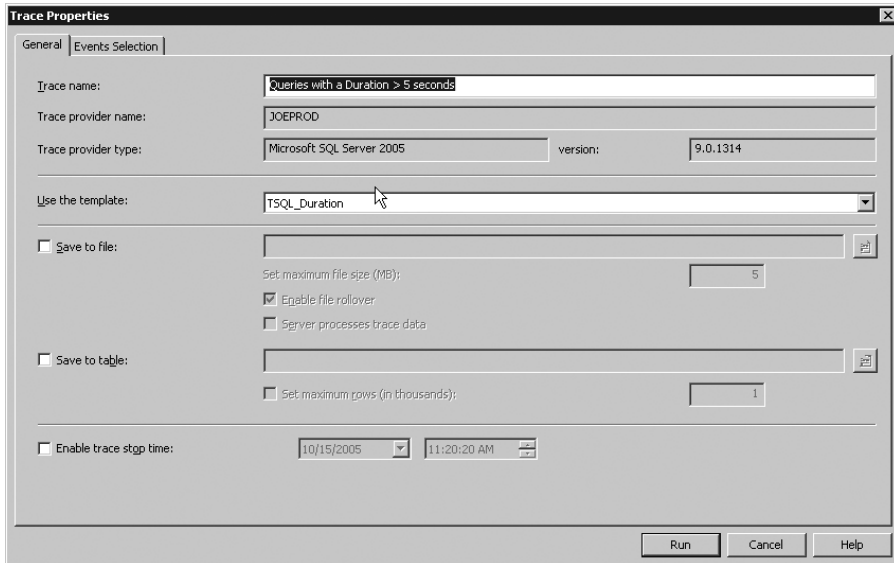 Trace Properties
General Events Selection
Trace name: Queries with a Duration > 5 seconds
Trace provider name: JOEPROD
Trace provider type: Microsoft SQL Server 2005 version: 9.0.1314
Use the template: TSQL_Duration
Save to file:
Set maximum file size (MB): 5
Enable file rollover
Server processes trace data
Save to table:
Set maximum rows (in thousands): 1
Enable trace stop time: 10/15/2005 11:20:20 AM
Run Cancel Help